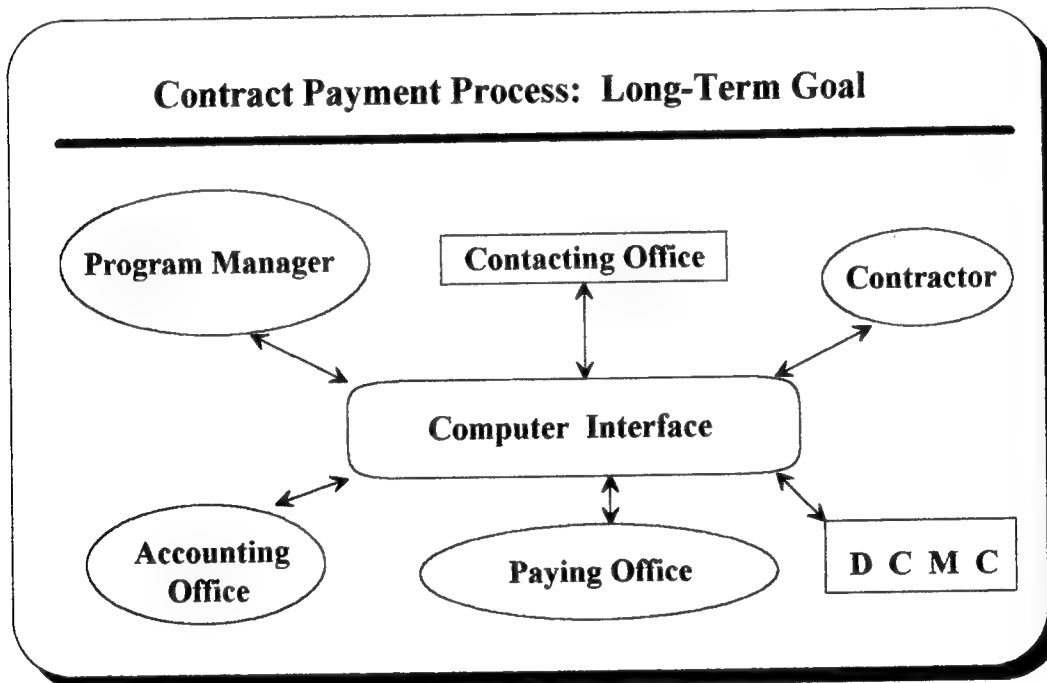 Contract Payment Process: Long-Term Goal
Program Manager
Contacting Office
Contractor
Computer Interface
Accounting
Office
Paying Office
D C M C